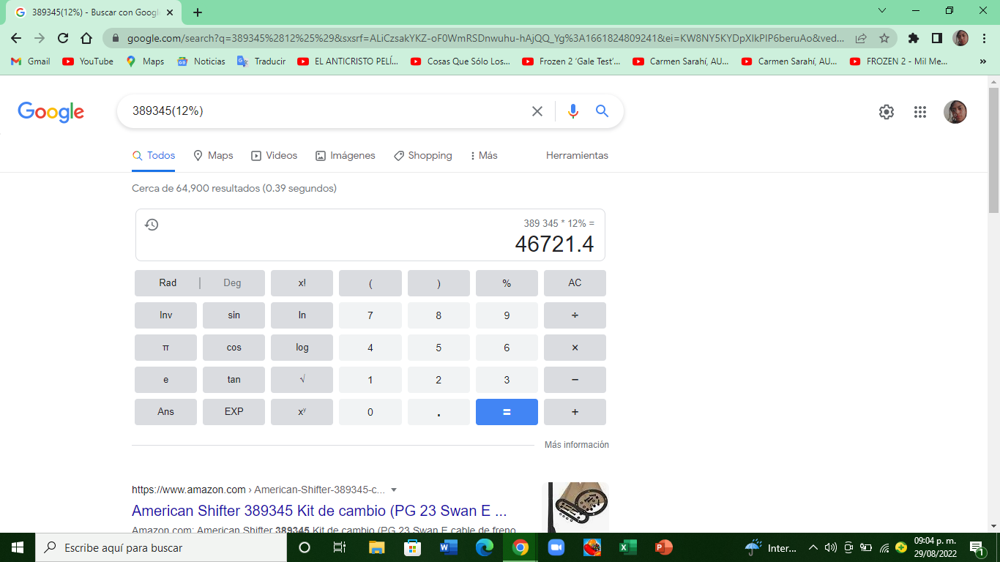 389345(12%) - Buscar con Googl
google.com/search?q=389345%2812%25%29&sxsrf=ALiCzsakYKZ-oF0WmRSDnwuhu-hAjQQ_Yg%3A1661824809241&ei=KW8NY5KYDpXIkPIP6beruAo&ved...
Gmail YouTube Maps Noticias Traducir EL ANTICRISTO PELÍ... Cosas Que Sólo Los... Frozen 2 'Gale Test'... Carmen Sarahí, AU... Carmen Sarahí, AU... FROZEN 2 - Mil Me... »
Google 389345(12%)
Todos Maps Videos Imágenes Shopping Más Herramientas
Cerca de 64,900 resultados (0.39 segundos)
389 345 * 12% =
46721.4
Rad | Deg x! ( ) % AC
Inv sin ln 7 8 9 ÷
π cos log 4 5 6 ×
e tan √ 1 2 3 −
Ans EXP xʸ 0 . = +
Más información
https://www.amazon.com › American-Shifter-389345-c...
American Shifter 389345 Kit de cambio (PG 23 Swan E ...
Amazon.com: American Shifter 389345 Kit de cambio (PG 23 Swan E cable de freno
Escribe aquí para buscar
Inter...
09:04 p. m.
29/08/2022
1